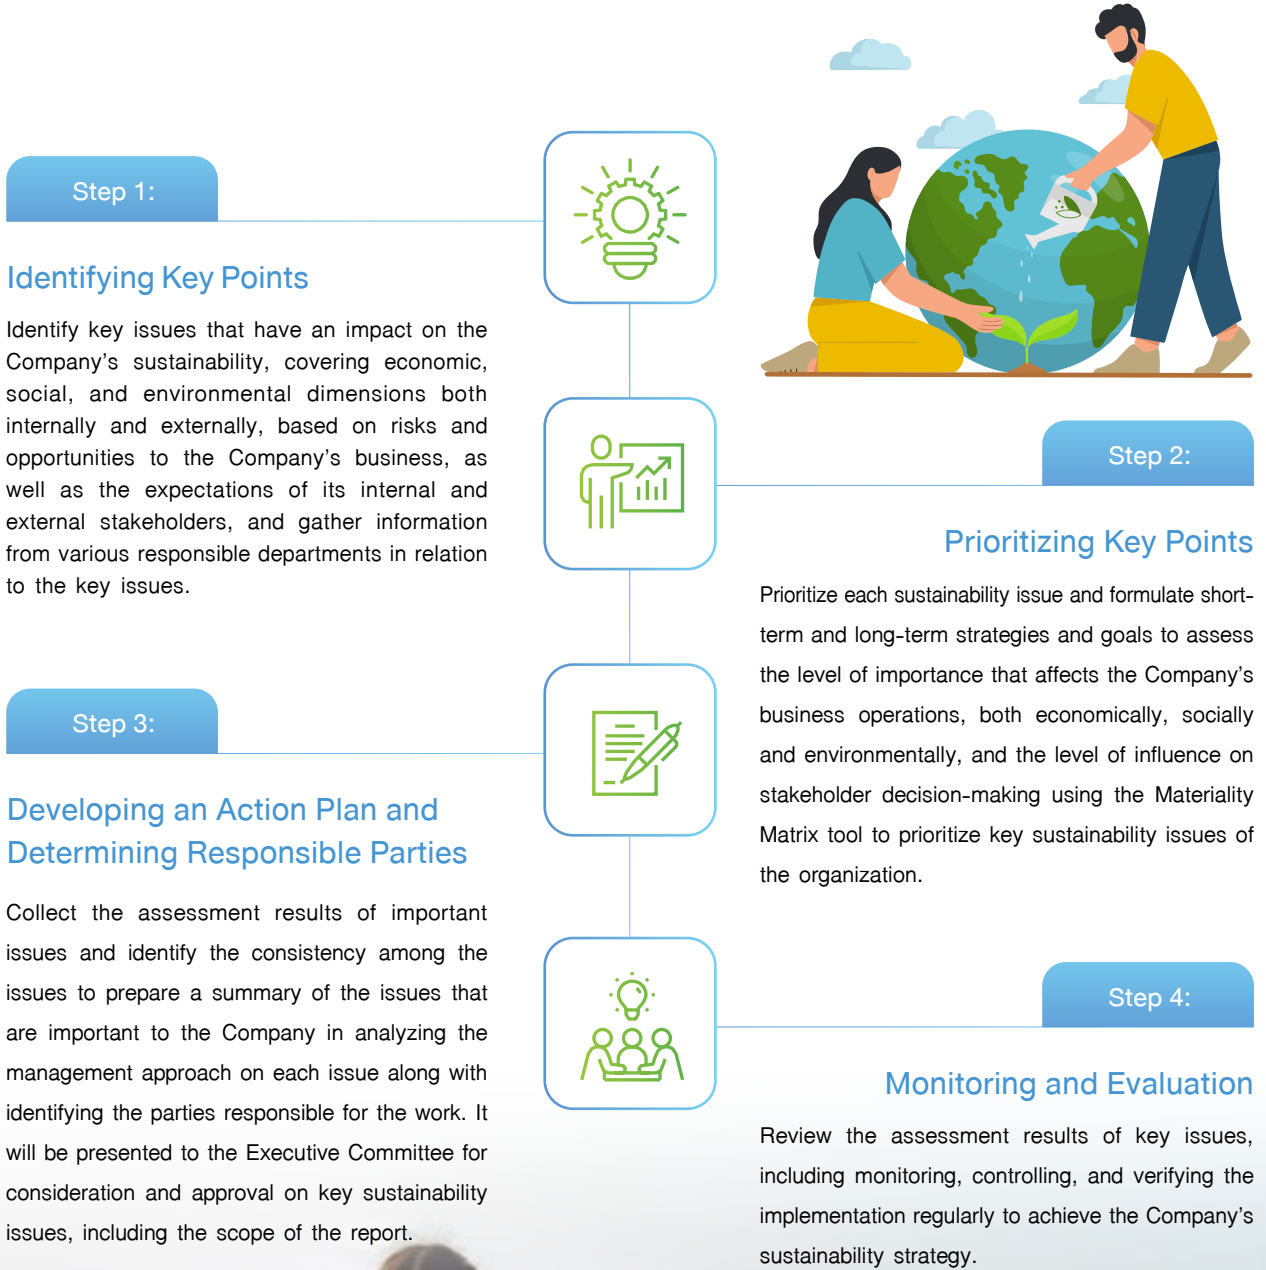 Step 1:
Identifying Key Points
Identify key issues that have an impact on the
Company's sustainability, covering economic,
social, and environmental dimensions both
internally and externally, based on risks and
opportunities to the Company's business, as
well as the expectations of its internal and
external stakeholders, and gather information
from various responsible departments in relation
to the key issues.
Step 2:
Prioritizing Key Points
Prioritize each sustainability issue and formulate short-
term and long-term strategies and goals to assess
the level of importance that affects the Company's
business operations, both economically, socially
and environmentally, and the level of influence on
stakeholder decision-making using the Materiality
Matrix tool to prioritize key sustainability issues of
the organization.
Step 3:
Developing an Action Plan and
Determining Responsible Parties
Collect the assessment results of important
issues and identify the consistency among the
issues to prepare a summary of the issues that
are important to the Company in analyzing the
management approach on each issue along with
identifying the parties responsible for the work. It
will be presented to the Executive Committee for
consideration and approval on key sustainability
issues, including the scope of the report.
Step 4:
Monitoring and Evaluation
Review the assessment results of key issues,
including monitoring, controlling, and verifying the
implementation regularly to achieve the Company's
sustainability strategy.